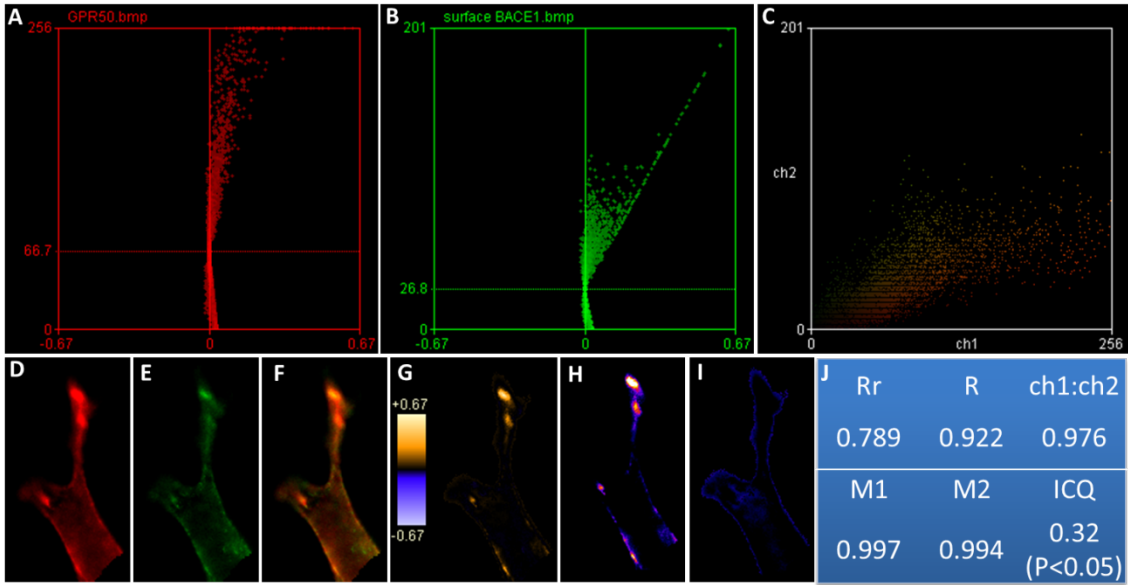 A
GPR50.bmp
256
66.7
0
-0.67
0
0.67
B
surface BACE1.bmp
201
26.8
0
-0.67
0
0.67
C
201
ch2
0
0
ch1
256
D
E
F
G
+0.67
-0.67
H
I
J
Rr
R
ch1:ch2
0.789
0.922
0.976
M1
M2
ICQ
0.997
0.994
0.32
(P<0.05)